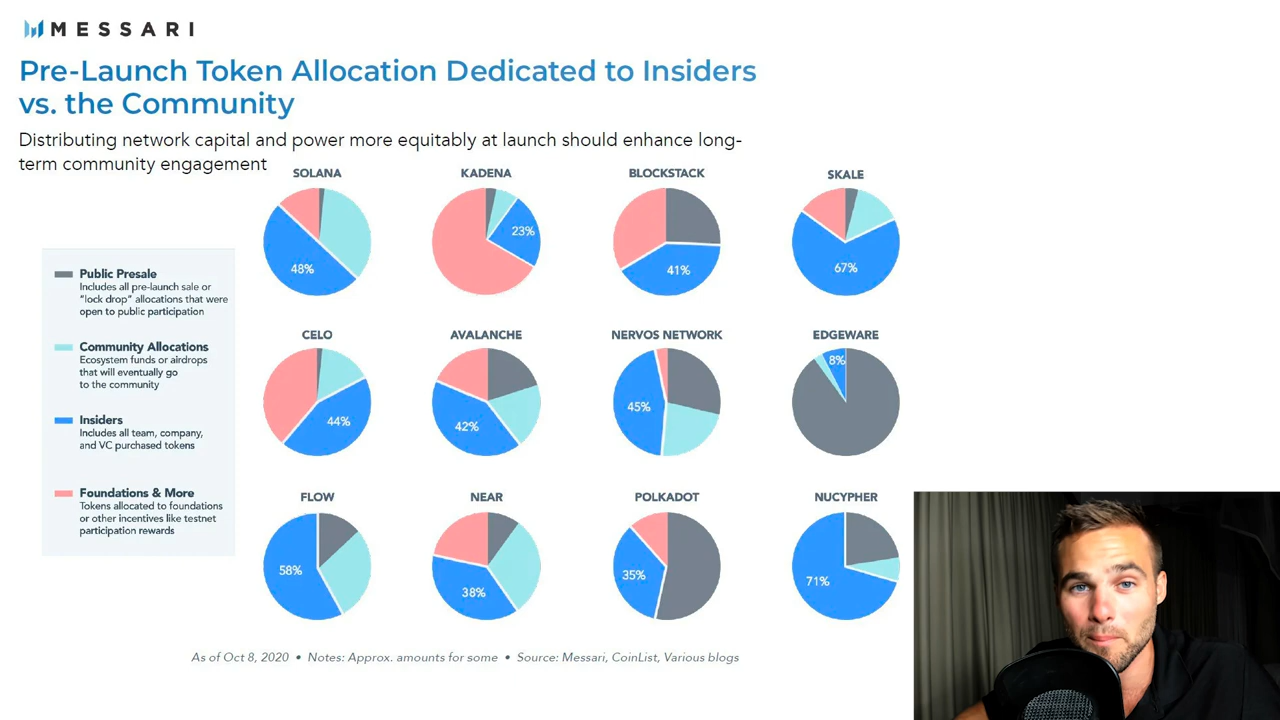 MESSARI
Pre-Launch Token Allocation Dedicated to Insiders
vs. the Community
Distributing network capital and power more equitably at launch should enhance long-
term community engagement
Public Presale
Includes all pre-launch sale or
“lock drop” allocations that were
open to public participation
Community Allocations
Ecosystem funds or airdrops
that will eventually go
to the community
Insiders
Includes all team, company,
and VC purchased tokens
Foundations & More
Tokens allocated to foundations
or other incentives like testnet
participation rewards
SOLANA
48%
KADENA
23%
BLOCKSTACK
41%
SKALE
67%
CELO
44%
AVALANCHE
42%
NERVOS NETWORK
45%
EDGEWARE
8%
FLOW
58%
NEAR
38%
POLKADOT
35%
NUCYPHER
71%
As of Oct 8, 2020 • Notes: Approx. amounts for some • Source: Messari, CoinList, Various blogs